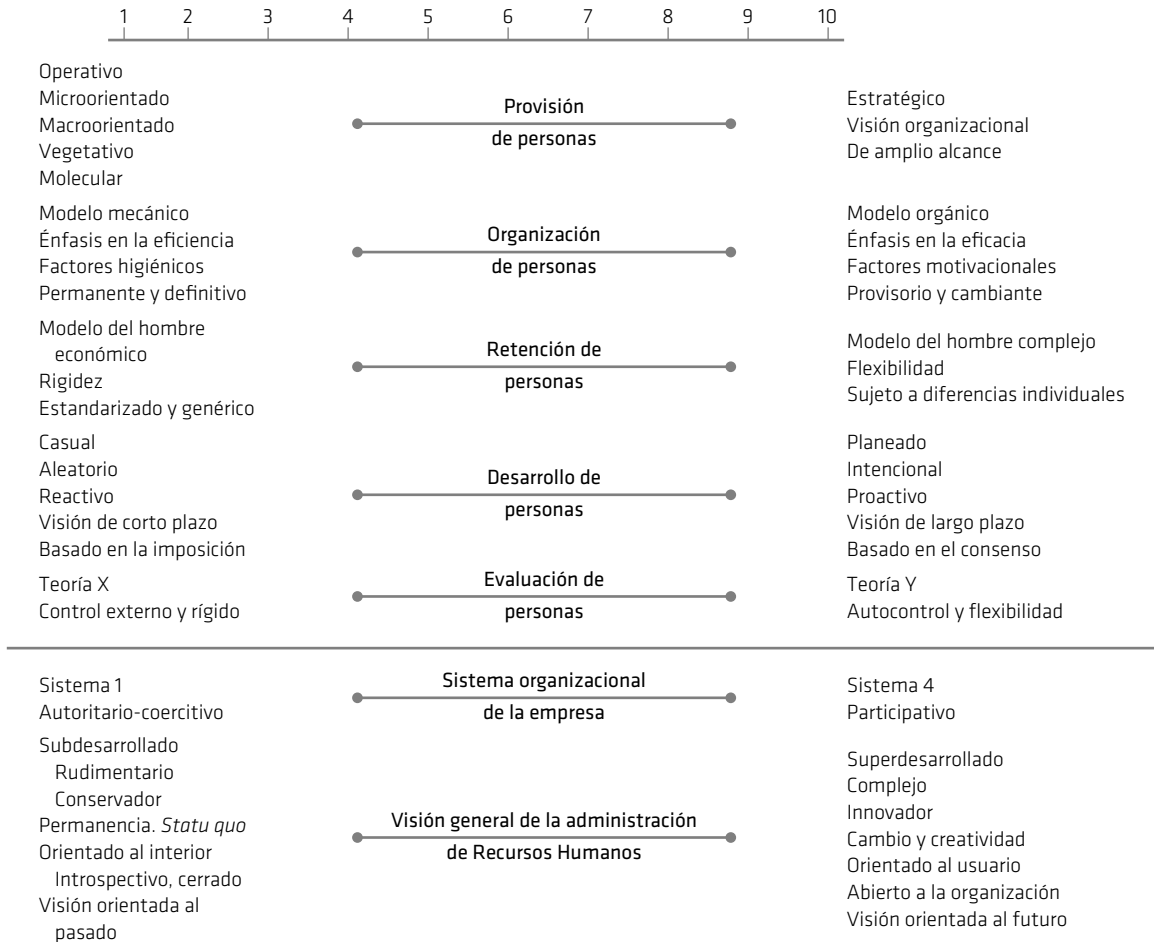 1 2 3 4 5 6 7 8 9 10
Operativo
Microorientado
Macroorientado
Vegetativo
Molecular
Provisión
de personas
Estratégico
Visión organizacional
De amplio alcance
Modelo mecánico
Énfasis en la eficiencia
Factores higiénicos
Permanente y definitivo
Organización
de personas
Modelo orgánico
Énfasis en la eficacia
Factores motivacionales
Provisorio y cambiante
Modelo del hombre
económico
Rigidez
Estandarizado y genérico
Retención de
personas
Modelo del hombre complejo
Flexibilidad
Sujeto a diferencias individuales
Casual
Aleatorio
Reactivo
Visión de corto plazo
Basado en la imposición
Desarrollo de
personas
Planeado
Intencional
Proactivo
Visión de largo plazo
Basado en el consenso
Teoría X
Control externo y rígido
Evaluación de
personas
Teoría Y
Autocontrol y flexibilidad
Sistema 1
Autoritario-coercitivo
Sistema organizacional
de la empresa
Sistema 4
Participativo
Subdesarrollado
Rudimentario
Conservador
Permanencia. Statu quo
Orientado al interior
Introspectivo, cerrado
Visión orientada al
pasado
Visión general de la administración
de Recursos Humanos
Superdesarrollado
Complejo
Innovador
Cambio y creatividad
Orientado al usuario
Abierto a la organización
Visión orientada al futuro